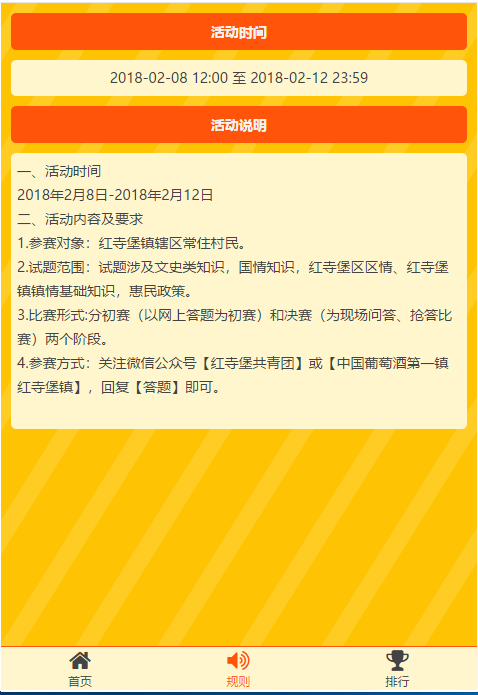 活动时间
2018-02-08 12:00 至 2018-02-12 23:59
活动说明
一、活动时间
2018年2月8日-2018年2月12日
二、活动内容及要求
1.参赛对象：红寺堡镇辖区常住村民。
2.试题范围：试题涉及文史类知识，国情知识，红寺堡区区情、红寺堡
镇镇情基础知识，惠民政策。
3.比赛形式:分初赛（以网上答题为初赛）和决赛（为现场问答、抢答比
赛）两个阶段。
4.参赛方式：关注微信公众号【红寺堡共青团】或【中国葡萄酒第一镇
红寺堡镇】，回复【答题】即可。
首页
规则
排行